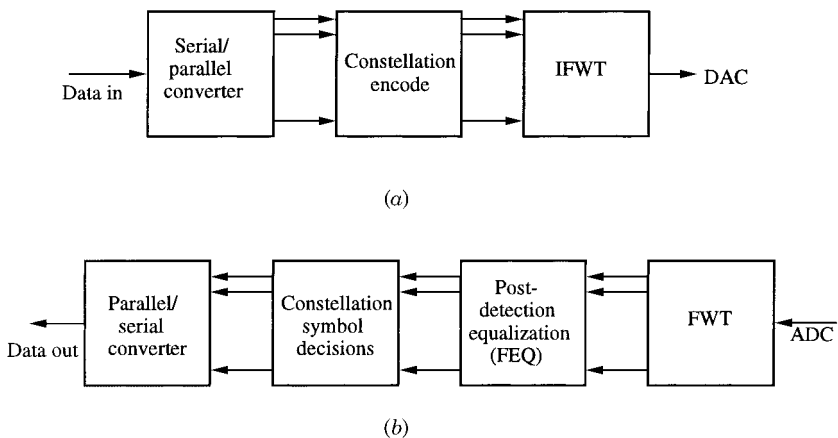 Data in
Serial/
parallel
converter
Constellation
encode
IFWT
DAC
(a)
Data out
Parallel/
serial
converter
Constellation
symbol
decisions
Post-
detection
equalization
(FEQ)
FWT
ADC
(b)